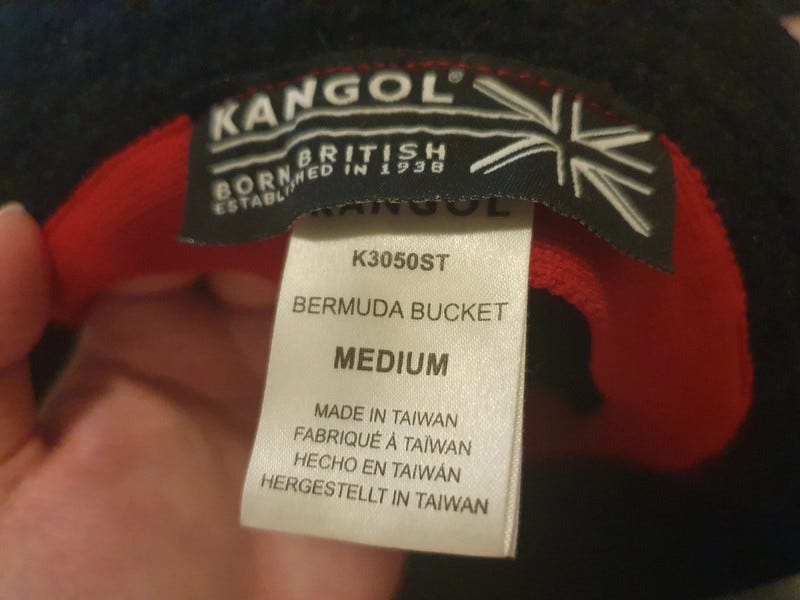 KANGOL®
BORN BRITISH
ESTABLISHED IN 1938
KANGOL
K3050ST
BERMUDA BUCKET
MEDIUM
MADE IN TAIWAN
FABRIQUÉ À TAÏWAN
HECHO EN TAIWÁN
HERGESTELLT IN TAIWAN